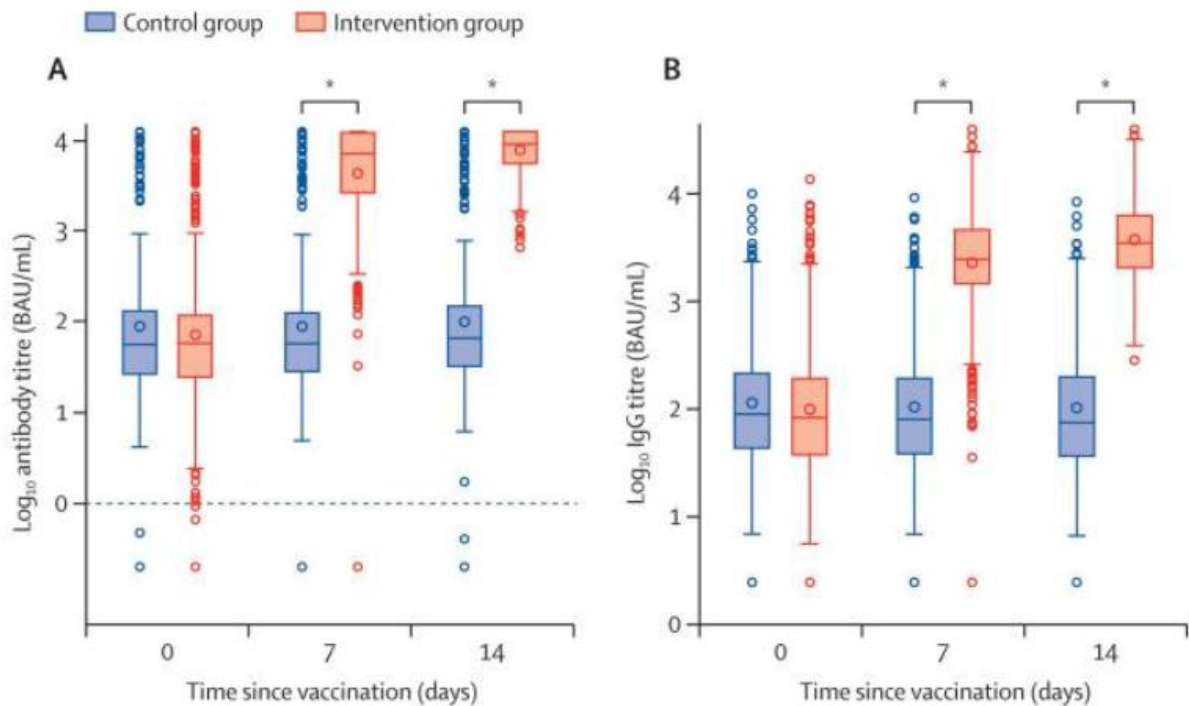 Control group
Intervention group
A
*
*
Log₁₀ antibody titre (BAU/mL)
4
3
2
1
0
0
7
14
Time since vaccination (days)
B
*
*
Log₁₀ IgG titre (BAU/mL)
4
3
2
1
0
0
7
14
Time since vaccination (days)